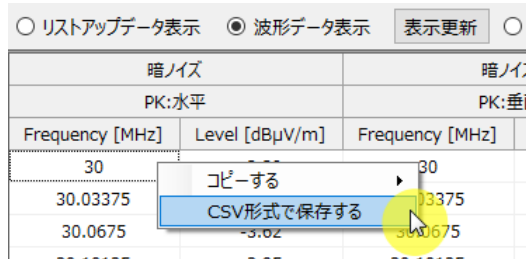 リストアップデータ表示 波形データ表示 表示更新
暗ノイズ 暗ノイズ
PK:水平 PK:垂直
Frequency [MHz] Level [dBμV/m] Frequency [MHz]
30 30
コピーする
30.03375
CSV形式で保存する
30.0675 -3.62